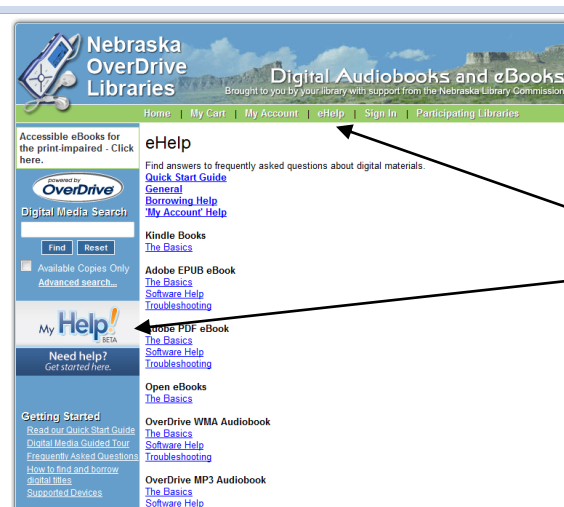 Nebraska
OverDrive
Libraries
Digital Audiobooks and eBooks
Brought to you by your library with support from the Nebraska Library Commission
Home | My Cart | My Account | eHelp | Sign In | Participating Libraries
Accessible eBooks for
the print-impaired - Click
here.
powered by
OverDrive
Digital Media Search
Find Reset
Available Copies Only
Advanced search...
My Help!
BETA
Need help?
Get started here.
Getting Started
Read our Quick Start Guide
Digital Media Guided Tour
Frequently Asked Questions
How to find and borrow
digital titles
Supported Devices
eHelp
Find answers to frequently asked questions about digital materials.
Quick Start Guide
General
Borrowing Help
'My Account' Help
Kindle Books
The Basics
Adobe EPUB eBook
The Basics
Software Help
Troubleshooting
Adobe PDF eBook
The Basics
Software Help
Troubleshooting
Open eBooks
The Basics
OverDrive WMA Audiobook
The Basics
Software Help
Troubleshooting
OverDrive MP3 Audiobook
The Basics
Software Help